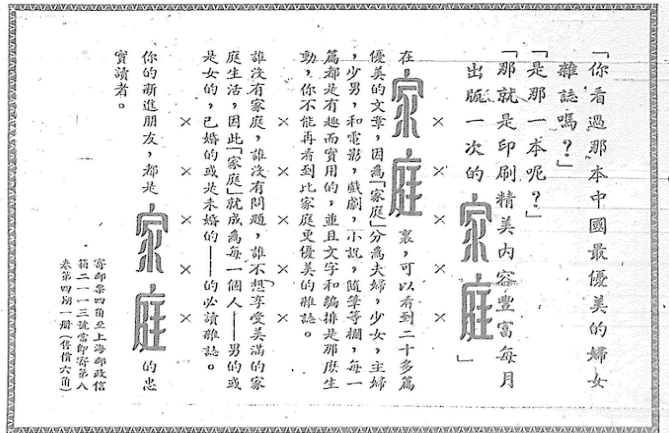 「你看過那本中國最優美的婦女
雜誌嗎？」
「是那一本呢？」
「那就是印刷精美內容豐富每月
出版一次的家庭」
在家庭裏，可以看到二十多篇
優美的文章，因爲「家庭」分爲夫婦，少女，主婦
，少男，和電影，戲劇，小說，隨筆等欄，每一
篇都是有趣而實用的，並且文字和編排是那麼生
動，你不能再看到比家庭更優美的雜誌。
×××××
誰沒有家庭，誰沒有問題，誰不想享受美滿的家
庭生活，因此「家庭」就成爲每一個人——男的或
是女的，已婚的或是未婚的——的必讀雜誌。
×××××
你的漸進朋友，都是家庭的忠
實讀者。
寄郵票四角至上海郵政信
箱二一一三號當即寄第八
卷第四期一册（售價六角）